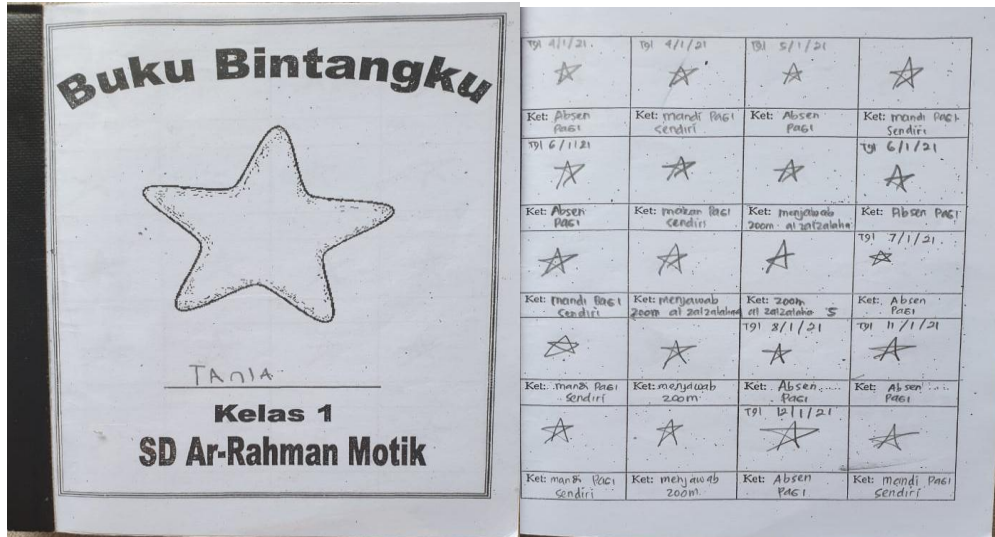 Buku Bintangku
TANIA
Kelas 1
SD Ar-Rahman Motik
Tgl 4/1/21
Tgl 4/1/21
Tgl 5/1/21
Ket: Absen
Pagi
Ket: mandi Pagi
sendiri
Ket: Absen
Pagi
Ket: mandi Pagi
sendiri
Tgl 6/1/21
Tgl 6/1/21
Ket: Absen
Pagi
Ket: makan Pagi
sendiri
Ket: menjawab
zoom al zalzalaha
Ket: Absen Pagi
Tgl 7/1/21
Ket: mandi Pagi
sendiri
Ket: menjawab
zoom al zalzalaha
Ket: zoom
al zalzalaha 5
Ket: Absen
Pagi
Tgl 8/1/21
Tgl 11/1/21
Ket: mandi Pagi
sendiri
Ket: menjawab
zoom
Ket: Absen
Pagi
Ket: Absen
Pagi
Tgl 12/1/21
Ket: mandi Pagi
sendiri
Ket: menjawab
zoom
Ket: Absen
Pagi
Ket: mandi Pagi
sendiri